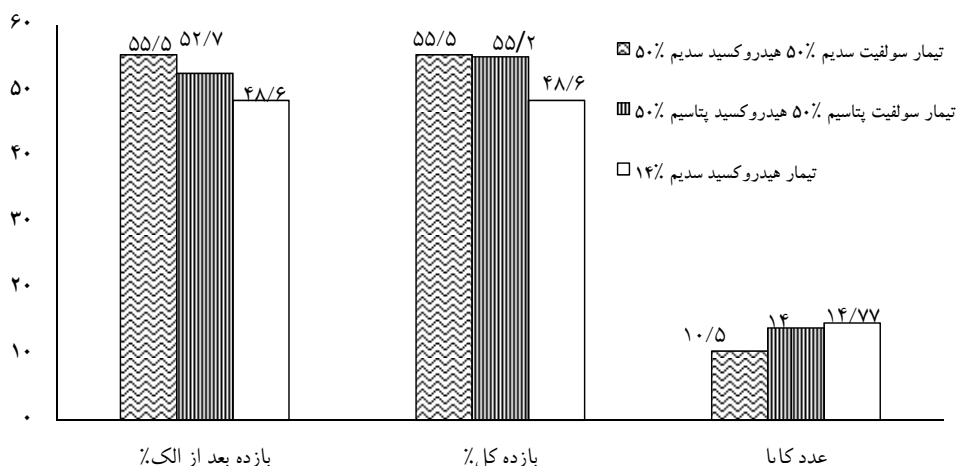 ۶۰
۵۰
۴۰
۳۰
۲۰
۱۰
۰
۵۵/۵
۵۲/۷
۴۸/۶
۵۵/۵
۵۵/۲
۴۸/۶
۱۰/۵
۱۴
۱۴/۷۷
تیمار سولفیت سدیم ۵۰٪ هیدروکسید سدیم ۵۰٪
تیمار سولفیت پتاسیم ۵۰٪ هیدروکسید پتاسیم ۵۰٪
تیمار هیدروکسید سدیم ۱۴٪
بازده بعد از الک٪
بازده کل٪
عدد کاپا